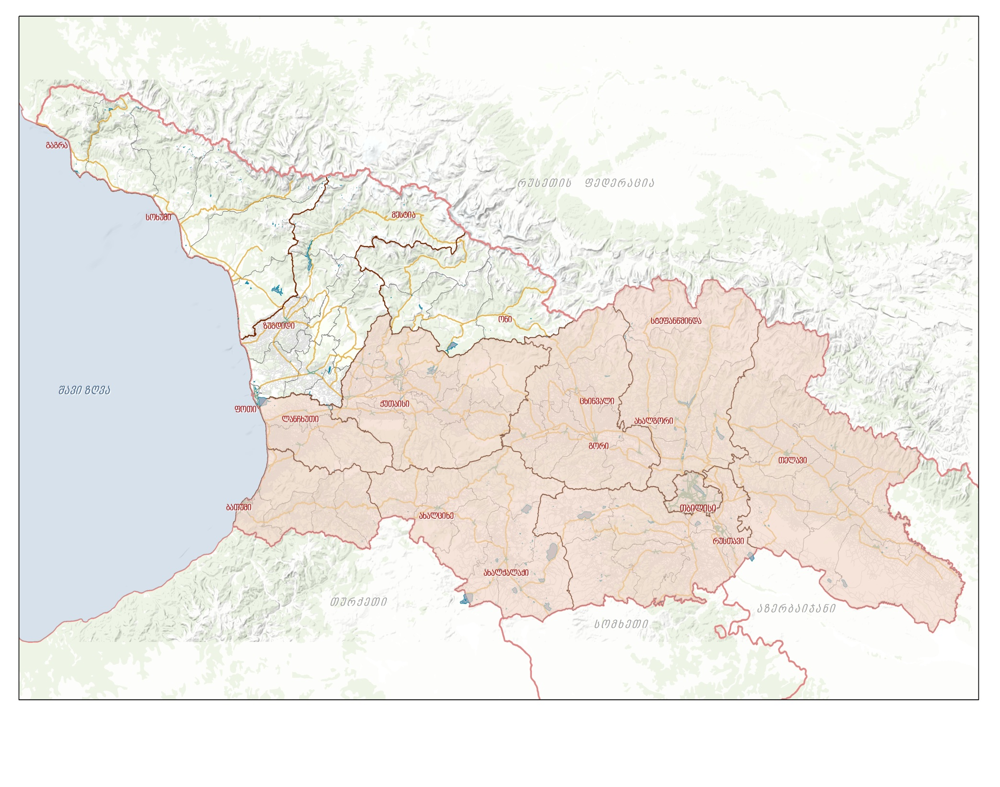 გაგრა
რუსეთის ფედერაცია
სოხუმი
მესტია
ონი
სტეფანწმინდა
ზუგდიდი
შავი ზღვა
ცხინვალი
ქუთაისი
ფოთი
ლანჩხუთი
ახალგორი
გორი
თელავი
ბათუმი
თბილისი
ახალციხე
რუსთავი
ახალქალაქი
თურქეთი
აზერბაიჯანი
სომხეთი